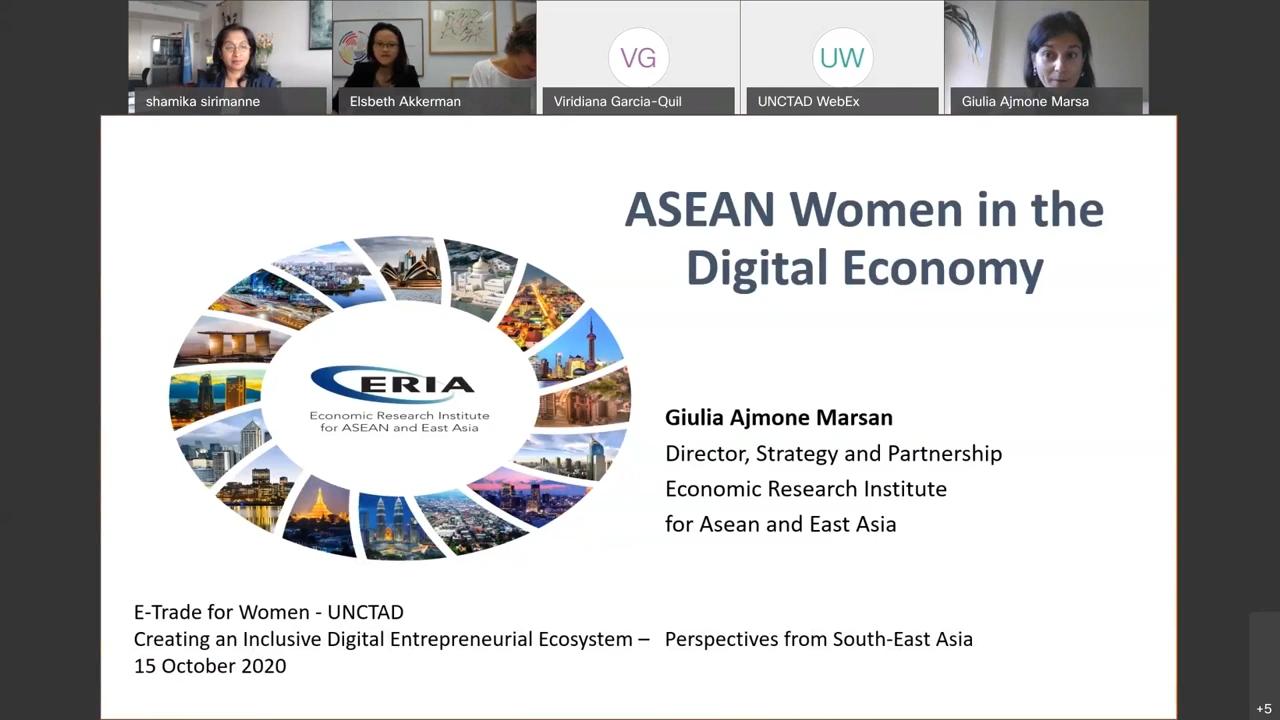 shamika sirimanne
Elsbeth Akkerman
VG
Viridiana Garcia-Quil
UW
UNCTAD WebEx
Giulia Ajmone Marsa
ASEAN Women in the
Digital Economy
ERIA
Economic Research Institute
for ASEAN and East Asia
Giulia Ajmone Marsan
Director, Strategy and Partnership
Economic Research Institute
for Asean and East Asia
E-Trade for Women - UNCTAD
Creating an Inclusive Digital Entrepreneurial Ecosystem – Perspectives from South-East Asia
15 October 2020
+5